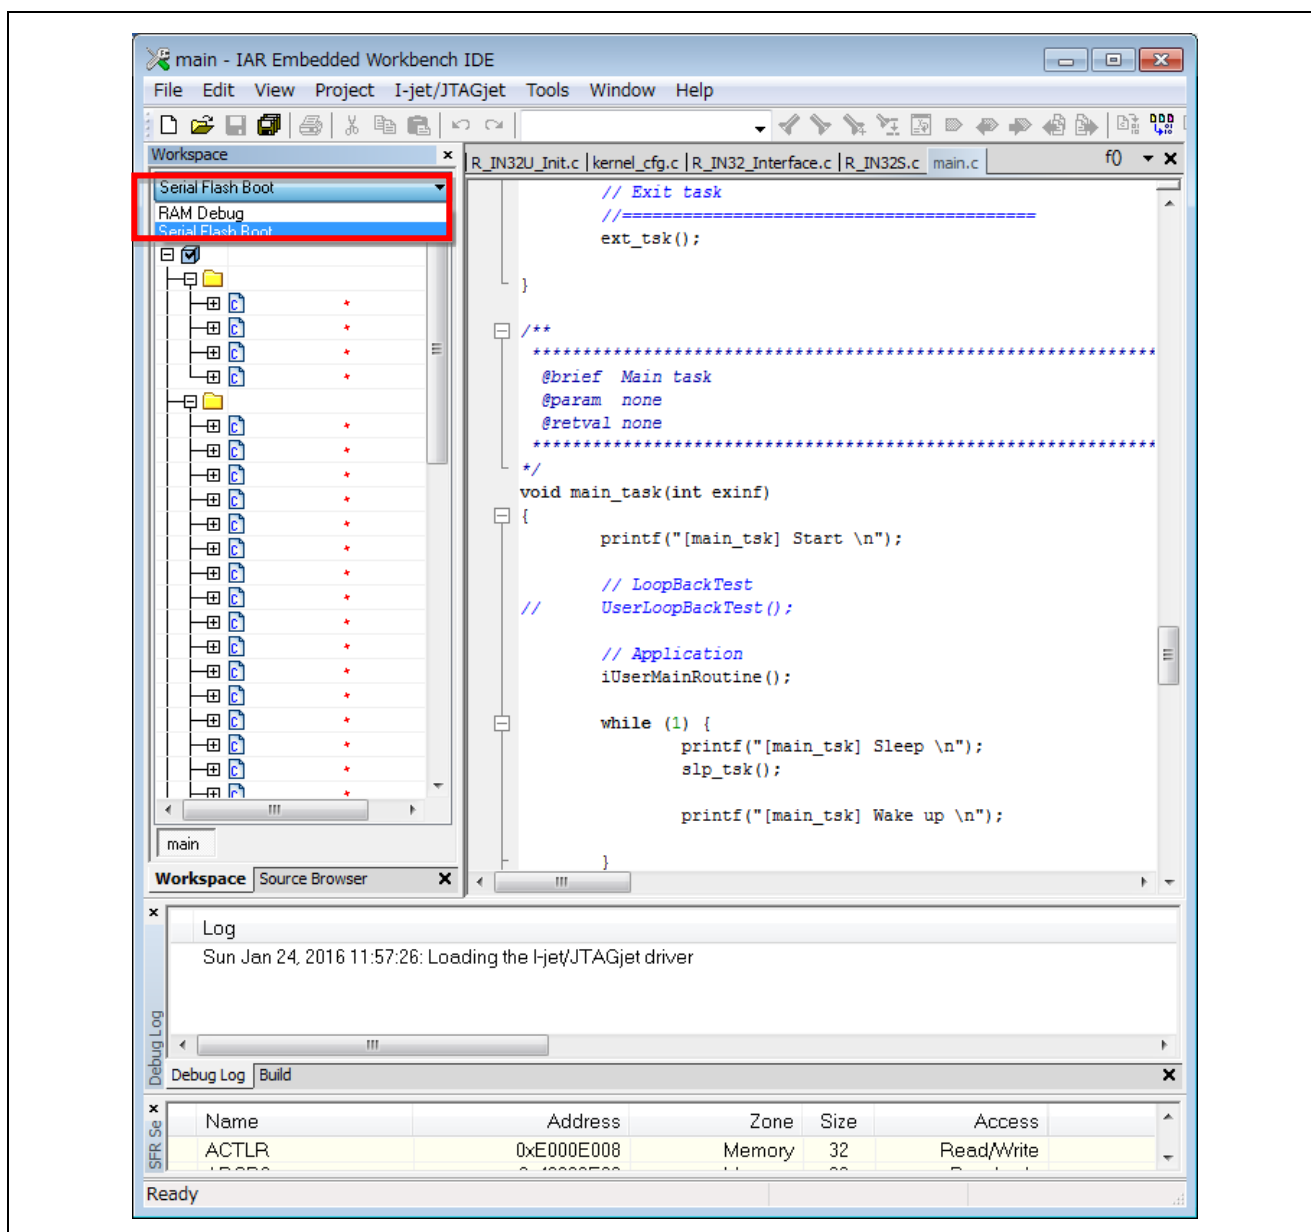 main - IAR Embedded Workbench IDE
File Edit View Project I-jet/JTAGjet Tools Window Help
Workspace
Serial Flash Boot
RAM Debug
Serial Flash Boot
main
Workspace Source Browser
R_IN32U_Init.c kernel_cfg.c R_IN32_Interface.c R_IN32S.c main.c f()
// Exit task
//=========================================
ext_tsk();
}
/**
*************************************************************
@brief Main task
@param none
@retval none
*************************************************************
*/
void main_task(int exinf)
{
printf("[main_tsk] Start \n");
// LoopBackTest
// UserLoopBackTest();
// Application
iUserMainRoutine();
while (1) {
printf("[main_tsk] Sleep \n");
slp_tsk();
printf("[main_tsk] Wake up \n");
}
Log
Sun Jan 24, 2016 11:57:26: Loading the I-jet/JTAGjet driver
Debug Log
Debug Log Build
SFR Se
Name Address Zone Size Access
ACTLR 0xE000E008 Memory 32 Read/Write
Ready